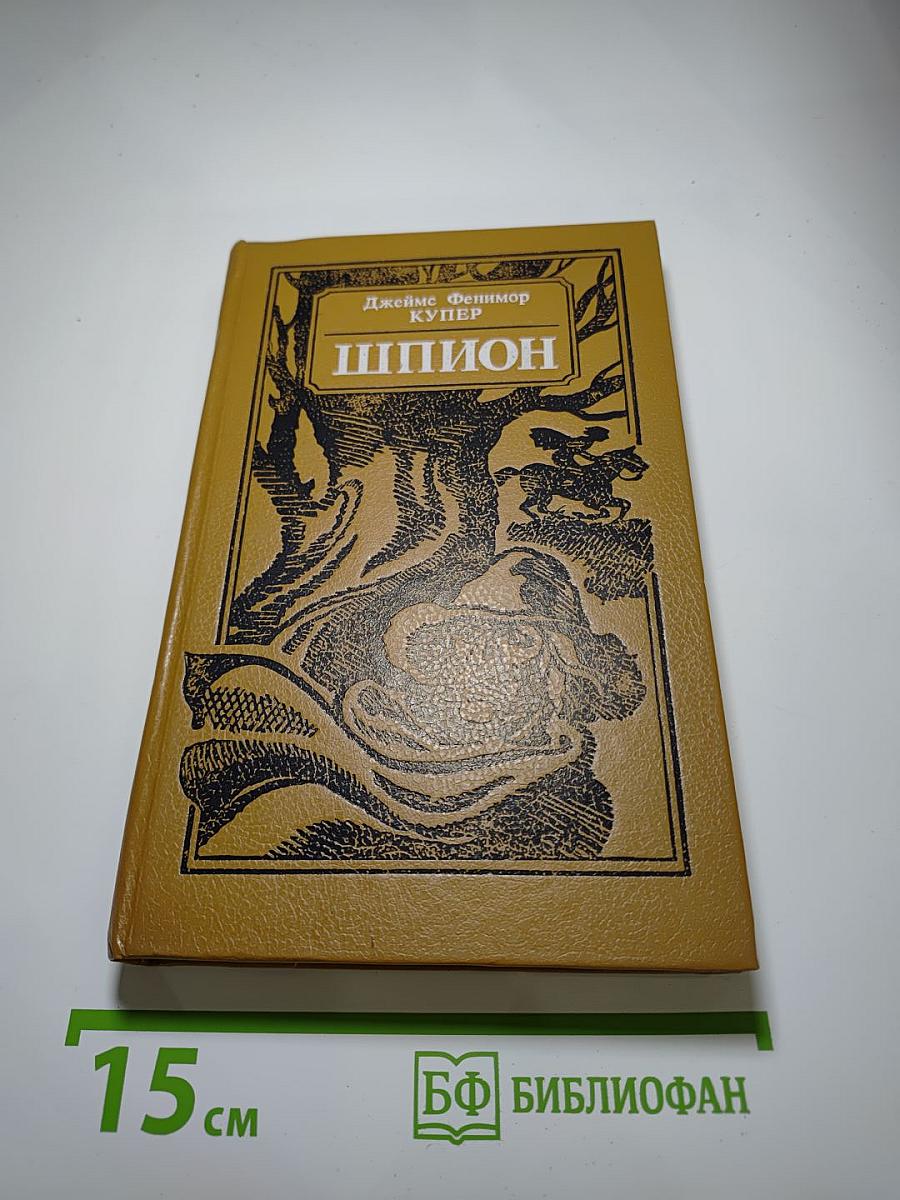 Джеймс Фенимор
КУПЕР
ШПИОН
15 см
БФ БИБЛИОФАН